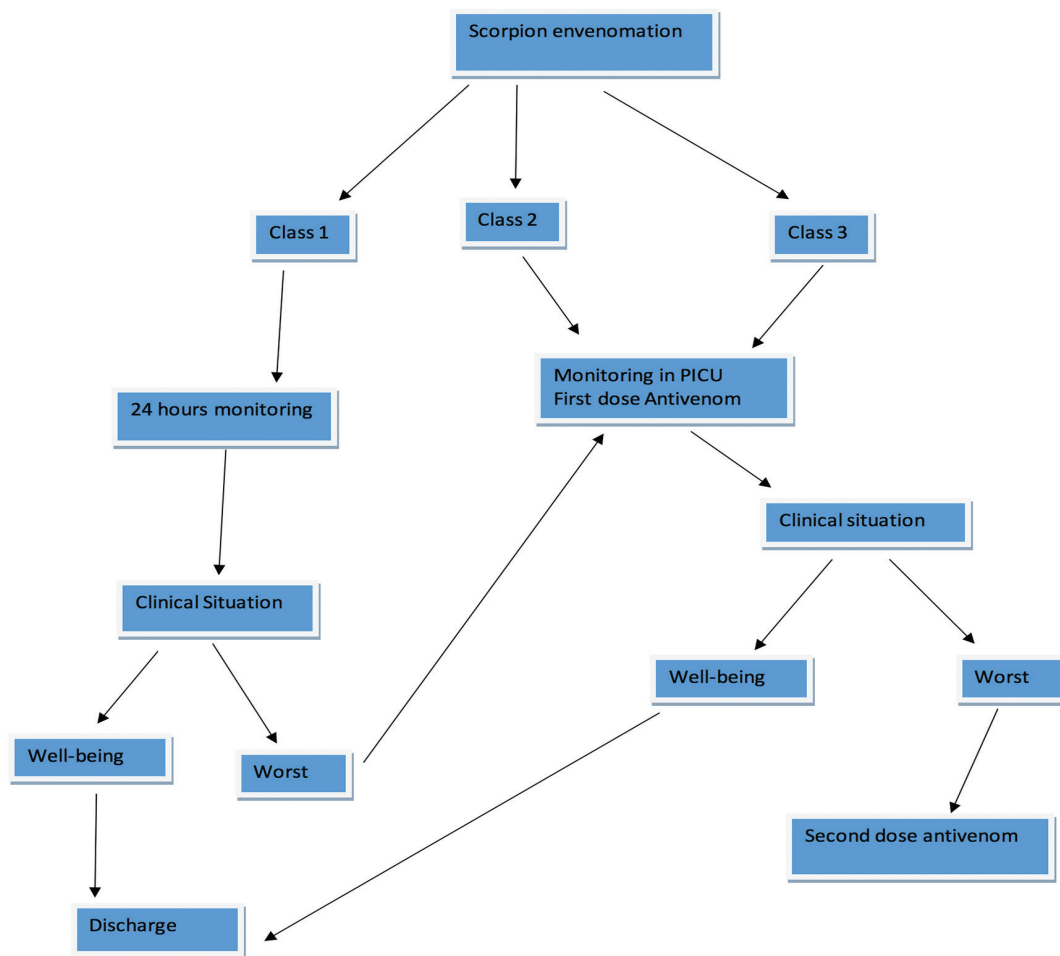 Scorpion envenomation
Class 1
Class 2
Class 3
Monitoring in PICU
First dose Antivenom
24 hours monitoring
Clinical situation
Clinical Situation
Well-being
Worst
Well-being
Worst
Second dose antivenom
Discharge